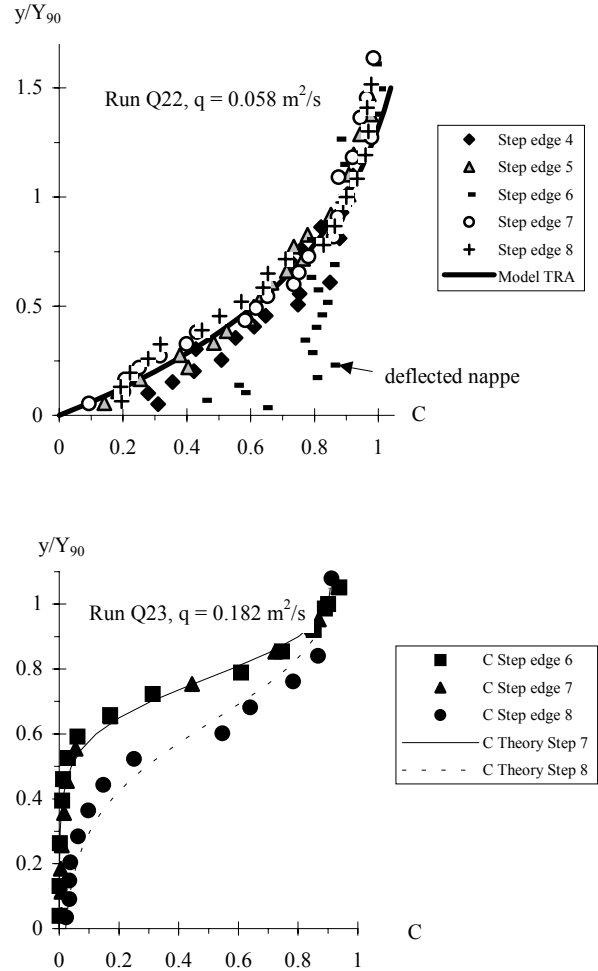 y/Y90
1.5
Run Q22, q = 0.058 m²/s
Step edge 4
Step edge 5
Step edge 6
Step edge 7
Step edge 8
Model TRA
1
0.5
deflected nappe
0
C
0 0.2 0.4 0.6 0.8 1
y/Y90
1
Run Q23, q = 0.182 m²/s
C Step edge 6
C Step edge 7
C Step edge 8
C Theory Step 7
C Theory Step 8
0.8
0.6
0.4
0.2
0
C
0 0.2 0.4 0.6 0.8 1